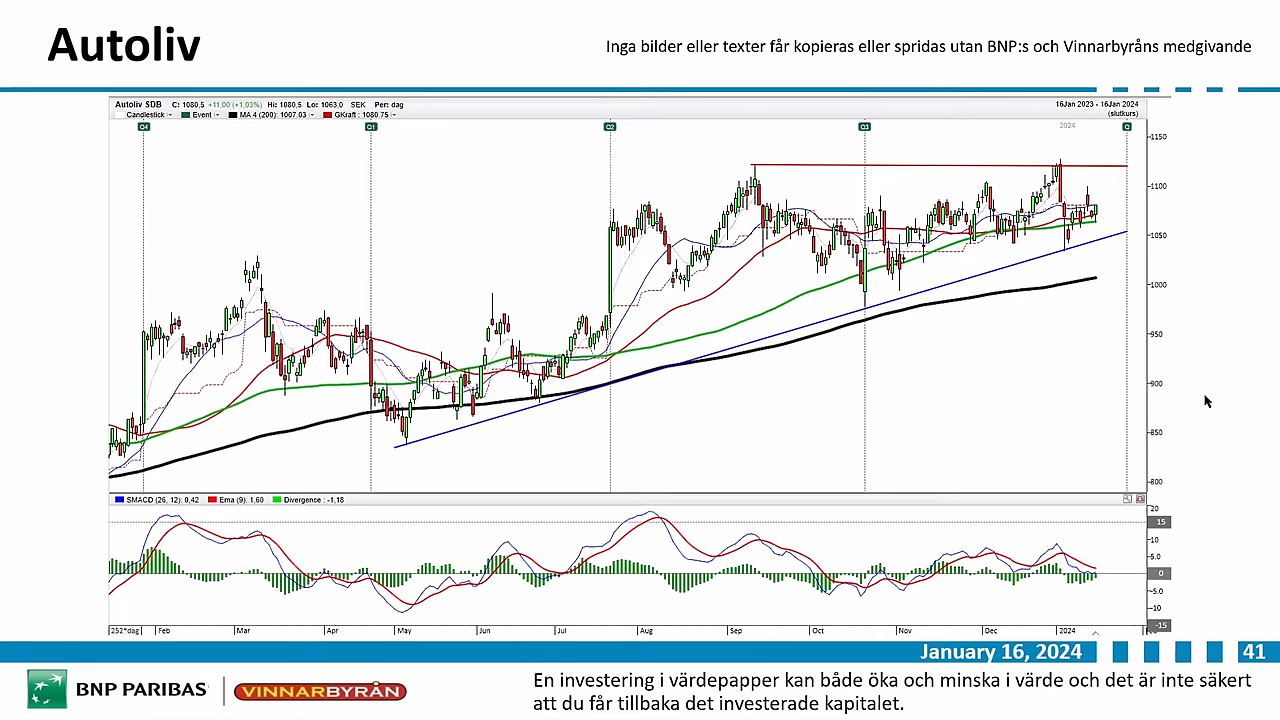 Autoliv
Inga bilder eller texter får kopieras eller spridas utan BNP:s och Vinnarbyråns medgivande
Autoliv SDB C: 1080,5 +11,00 (+1,03%) Hi: 1080,5 Lo: 1063,0 SEK Per: dag
16Jan 2023 - 16Jan 2024
Candlestick Event MA 4 (200): 1007.03 GKraft : 1080.75
(slutkurs)
Q4 Q1 Q2 Q3 2024 Q
1150
1100
1050
1000
950
900
850
800
SMACD (26, 12): 0,42 Ema (9): 1,60 Divergence : -1,18
20
15
10
5.0
0
-5.0
-10
-15
252*dag Feb Mar Apr May Jun Jul Aug Sep Oct Nov Dec 2024
January 16, 2024 41
BNP PARIBAS VINNARBYRÅN
En investering i värdepapper kan både öka och minska i värde och det är inte säkert
att du får tillbaka det investerade kapitalet.